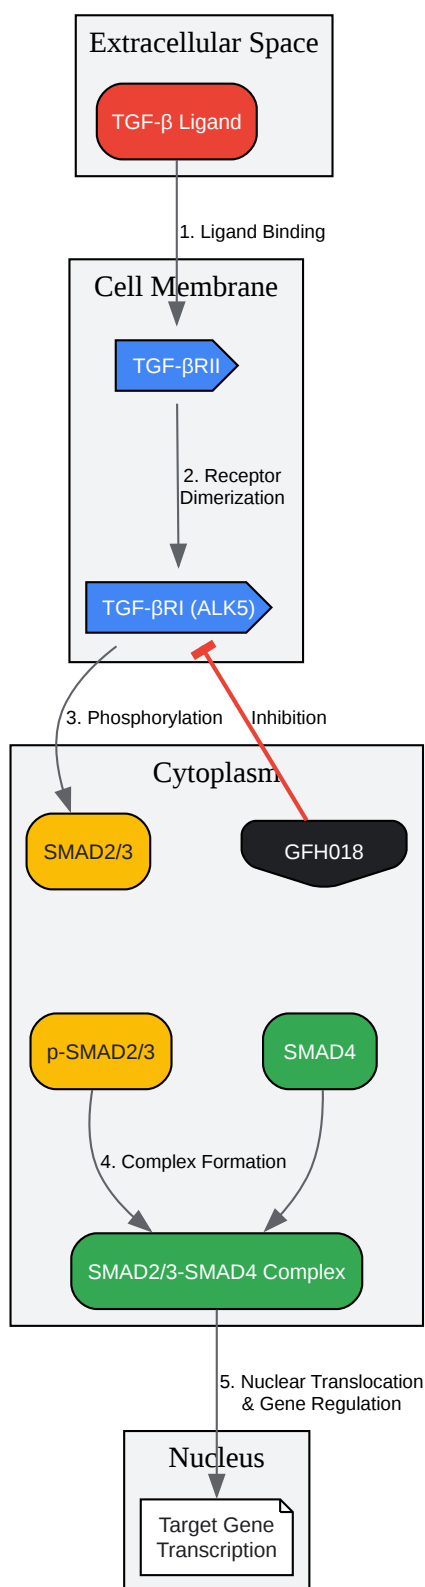 Extracellular Space
TGF-β Ligand
1. Ligand Binding
Cell Membrane
TGF-βRII
2. Receptor
Dimerization
TGF-βRI (ALK5)
3. Phosphorylation
Inhibition
Cytoplasm
SMAD2/3
GFH018
p-SMAD2/3
SMAD4
4. Complex Formation
SMAD2/3-SMAD4 Complex
5. Nuclear Translocation
& Gene Regulation
Nucleus
Target Gene
Transcription